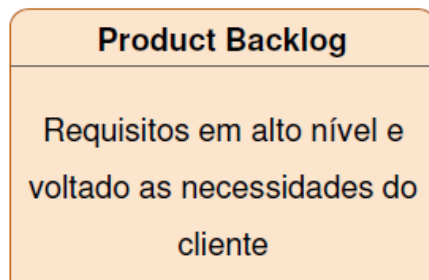 Product Backlog
Requisitos em alto nível e
voltado as necessidades do
cliente